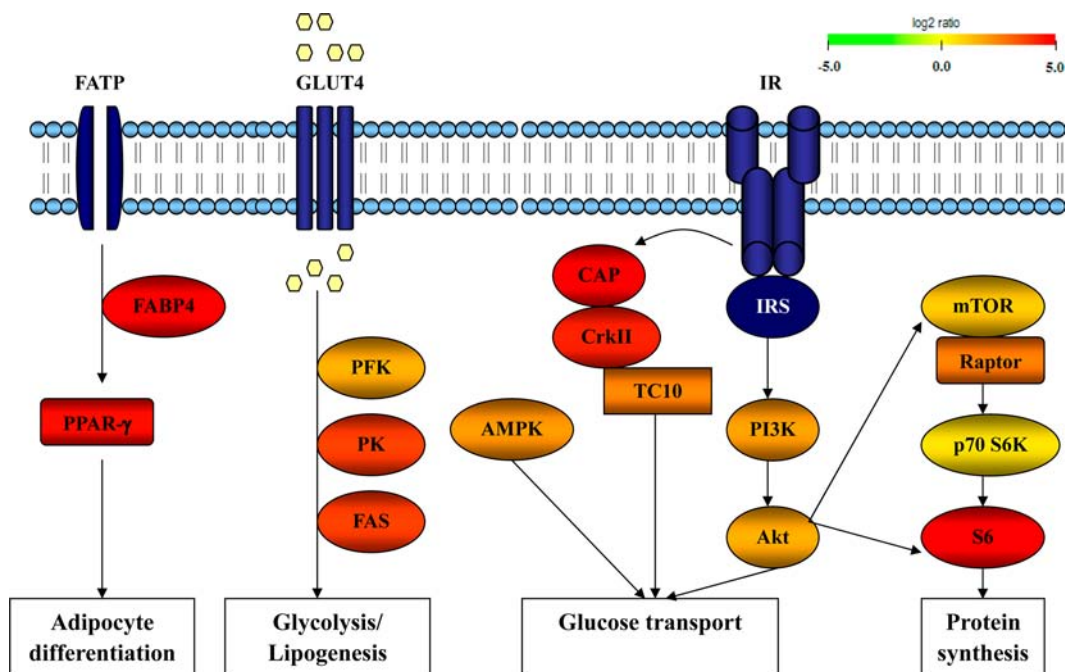 log2 ratio
-5.0 0.0 5.0
FATP
GLUT4
IR
FABP4
PPAR-γ
PFK
PK
FAS
CAP
CrkII
TC10
AMPK
IRS
PI3K
Akt
mTOR
Raptor
p70 S6K
S6
Adipocyte
differentiation
Glycolysis/
Lipogenesis
Glucose transport
Protein
synthesis